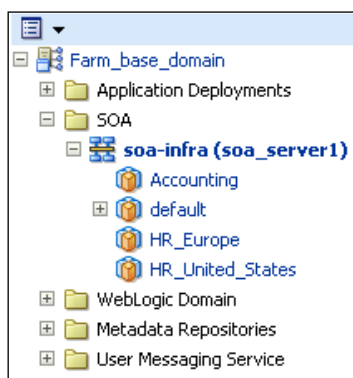 Farm_base_domain
Application Deployments
SOA
soa-infra (soa_server1)
Accounting
default
HR_Europe
HR_United_States
WebLogic Domain
Metadata Repositories
User Messaging Service